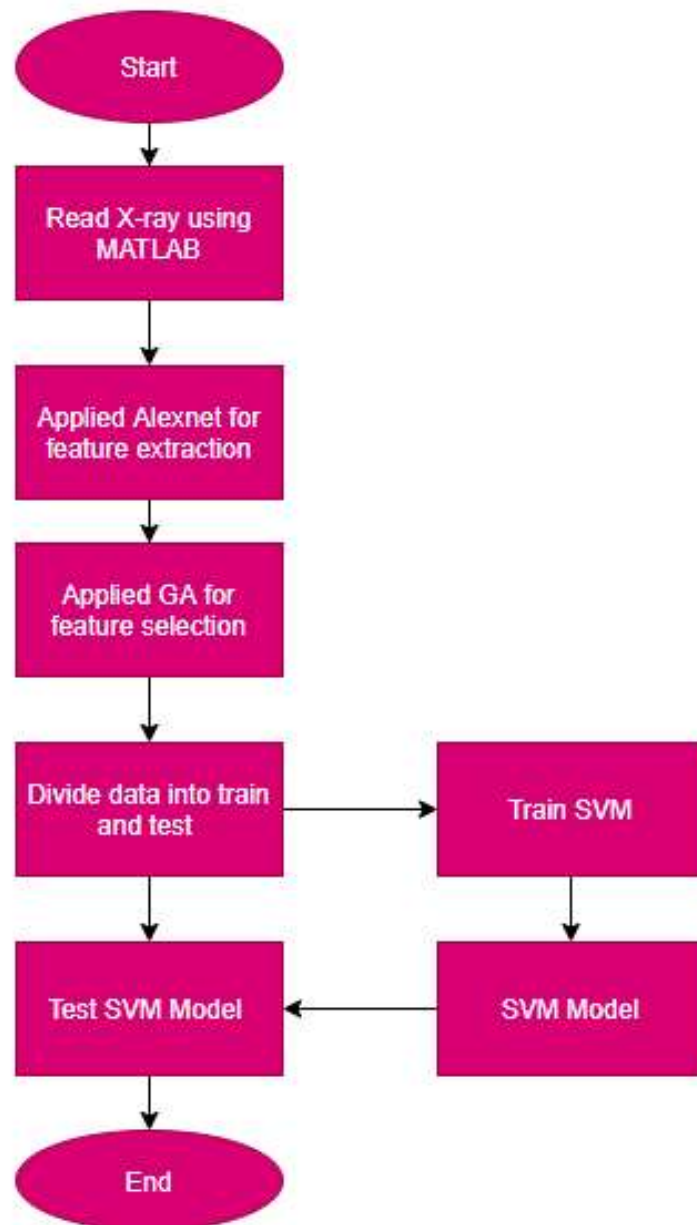 Start
Read X-ray using
MATLAB
Applied Alexnet for
feature extraction
Applied GA for
feature selection
Divide data into train
and test
Train SVM
Test SVM Model
SVM Model
End